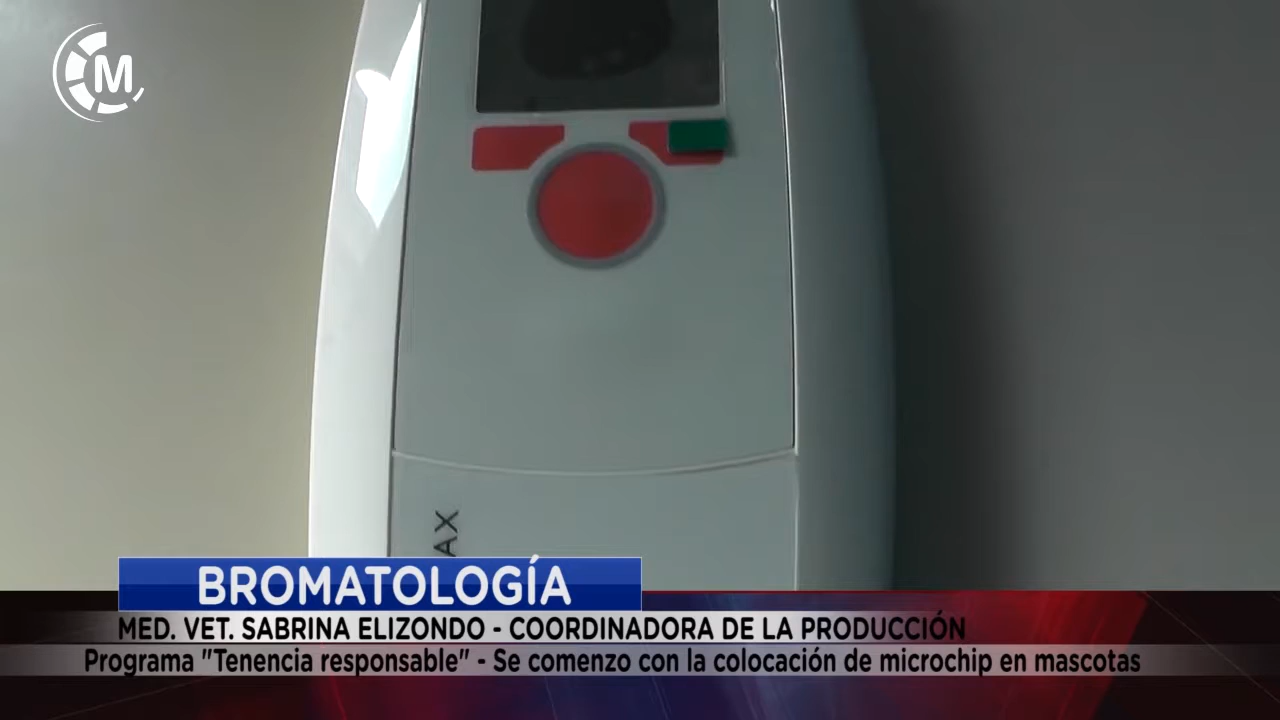 M
AX
BROMATOLOGÍA
MED. VET. SABRINA ELIZONDO - COORDINADORA DE LA PRODUCCIÓN
Programa "Tenencia responsable" - Se comenzo con la colocación de microchip en mascotas